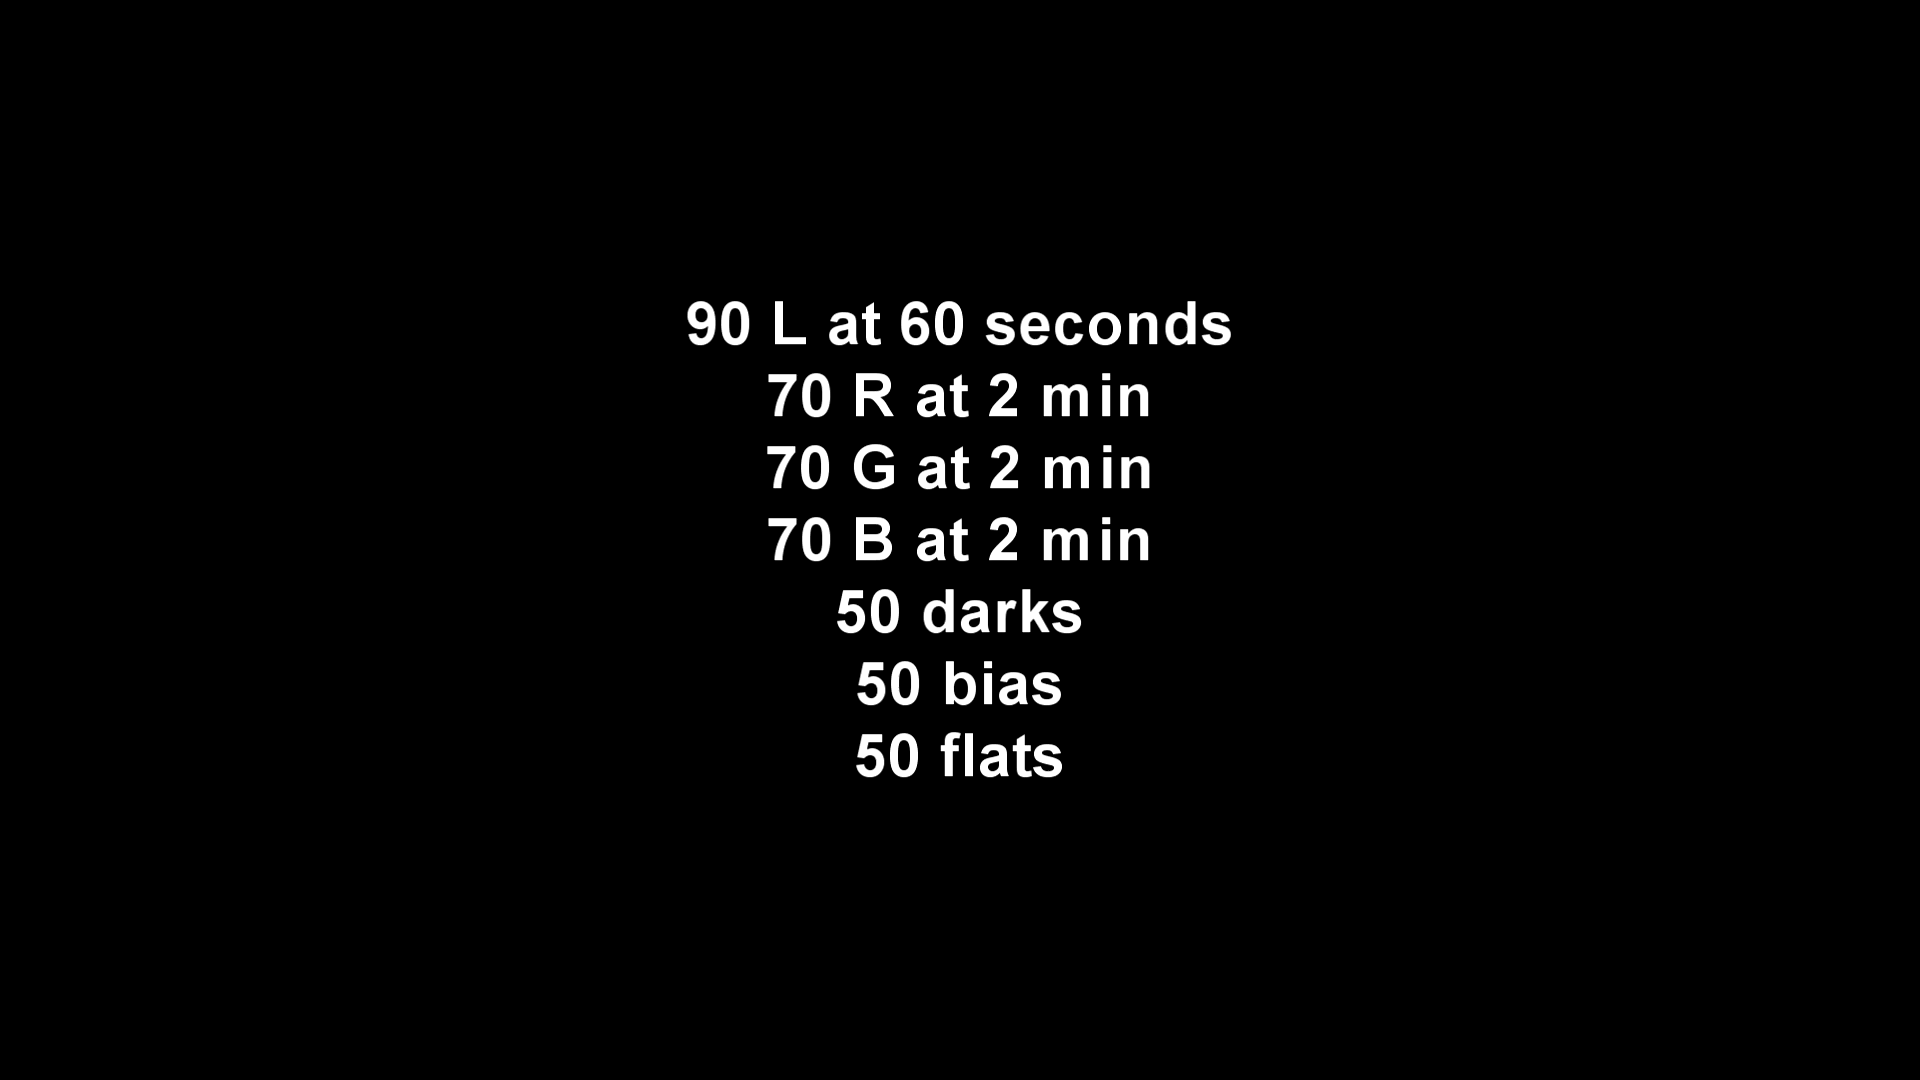 90 L at 60 seconds
70 R at 2 min
70 G at 2 min
70 B at 2 min
50 darks
50 bias
50 flats